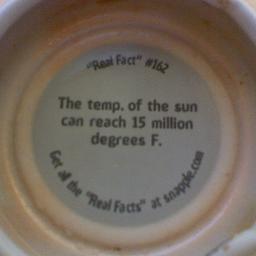 "Real Fact" #162
The temp. of the sun
can reach 15 million
degrees F.
Get all the "Real Facts" at snapple.com